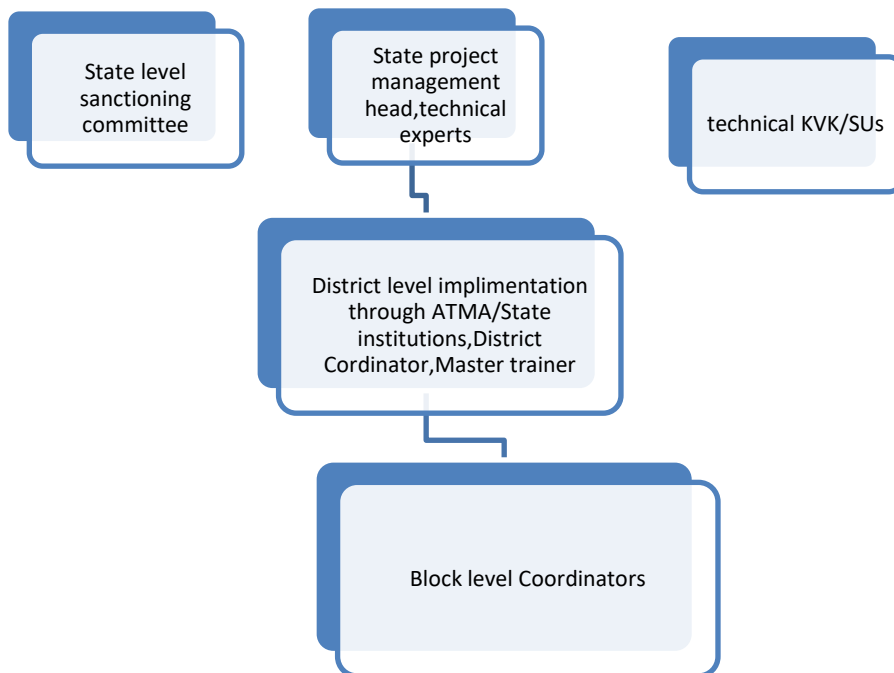 State level
sanctioning
committee
State project
management
head,technical
experts
technical KVK/SUs
District level implimentation
through ATMA/State
institutions,District
Cordinator,Master trainer
Block level Coordinators